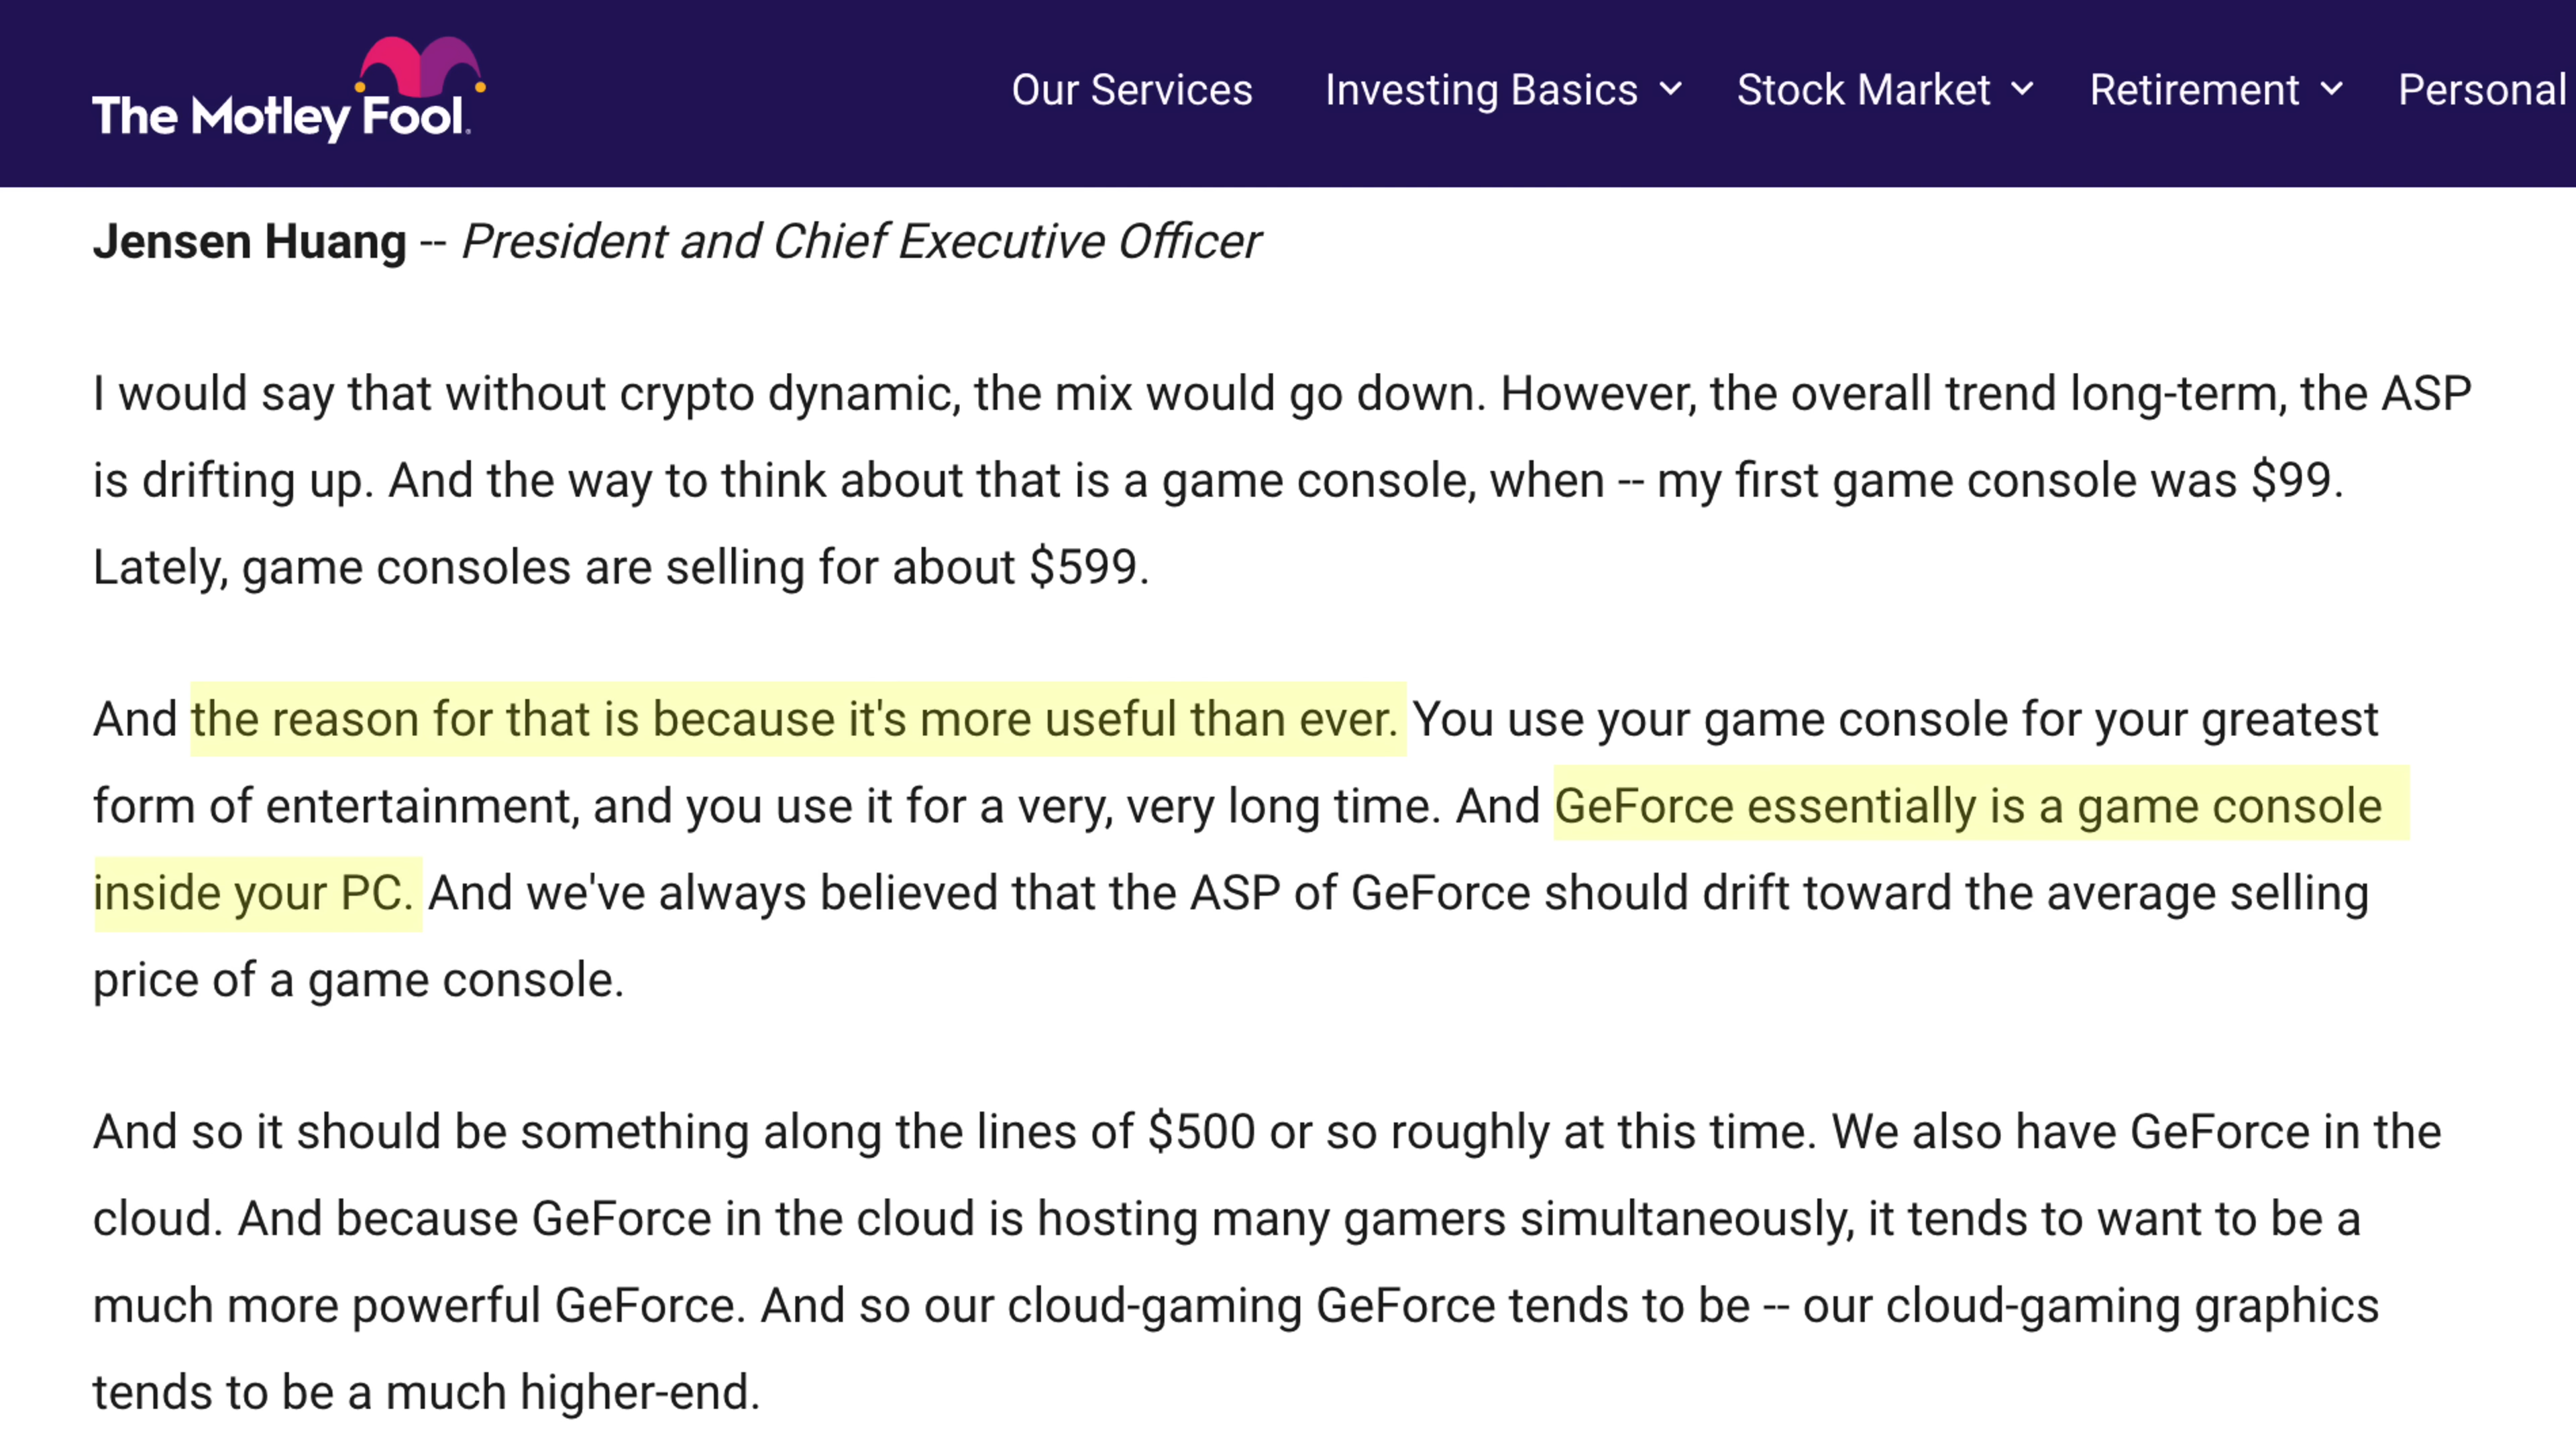 The Motley Fool.
Our Services Investing Basics Stock Market Retirement Personal
Jensen Huang -- President and Chief Executive Officer
I would say that without crypto dynamic, the mix would go down. However, the overall trend long-term, the ASP
is drifting up. And the way to think about that is a game console, when -- my first game console was $99.
Lately, game consoles are selling for about $599.
And the reason for that is because it's more useful than ever. You use your game console for your greatest
form of entertainment, and you use it for a very, very long time. And GeForce essentially is a game console
inside your PC. And we've always believed that the ASP of GeForce should drift toward the average selling
price of a game console.
And so it should be something along the lines of $500 or so roughly at this time. We also have GeForce in the
cloud. And because GeForce in the cloud is hosting many gamers simultaneously, it tends to want to be a
much more powerful GeForce. And so our cloud-gaming GeForce tends to be -- our cloud-gaming graphics
tends to be a much higher-end.